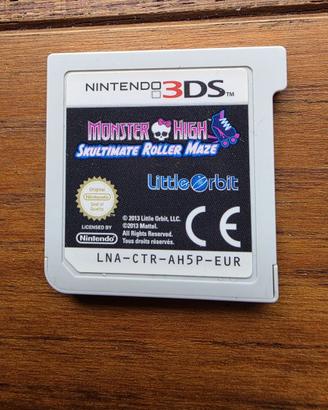 NINTENDO 3DS™
MONSTER HIGH
SKULTIMATE ROLLER MAZE
Little Orbit
Original
Nintendo
Seal of
Quality
LICENSED BY
Nintendo
© 2013 Little Orbit, LLC.
©2013 Mattel.
All Rights Reserved.
Tous droits réservés.
CE
LNA-CTR-AH5P-EUR